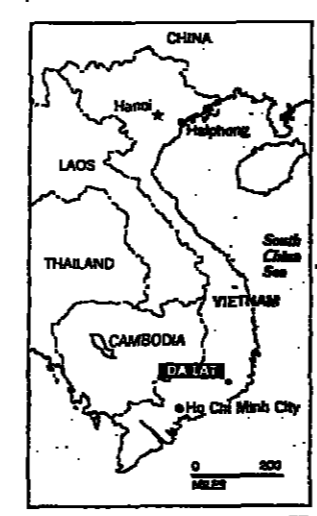 CHINA
Hanoi
Haiphong
LAOS
South
China
Sea
THAILAND
VIETNAM
CAMBODIA
DA LAT
Ho Chi Minh City
0 200
MILES